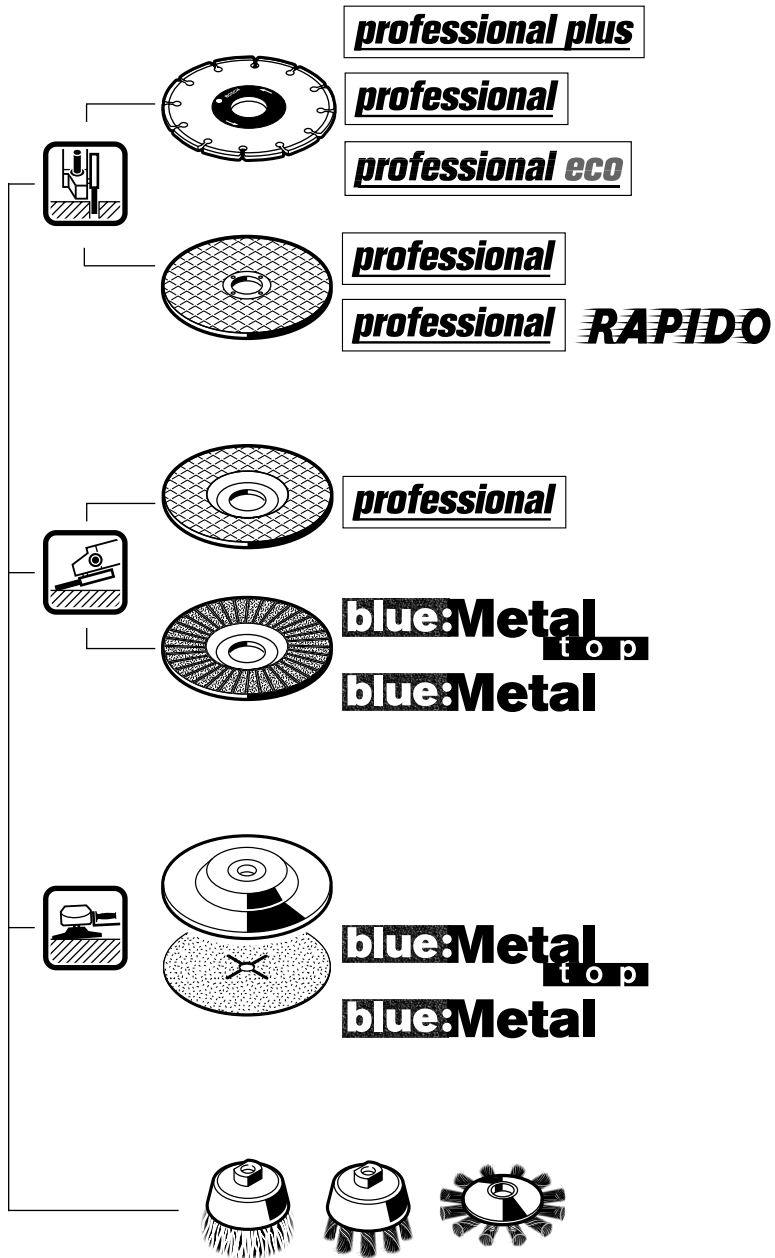 professional plus
professional
BOSCH
professional eco
professional
professional RAPIDO
professional
blue:Metal
top
blue:Metal
blue:Metal
top
blue:Metal